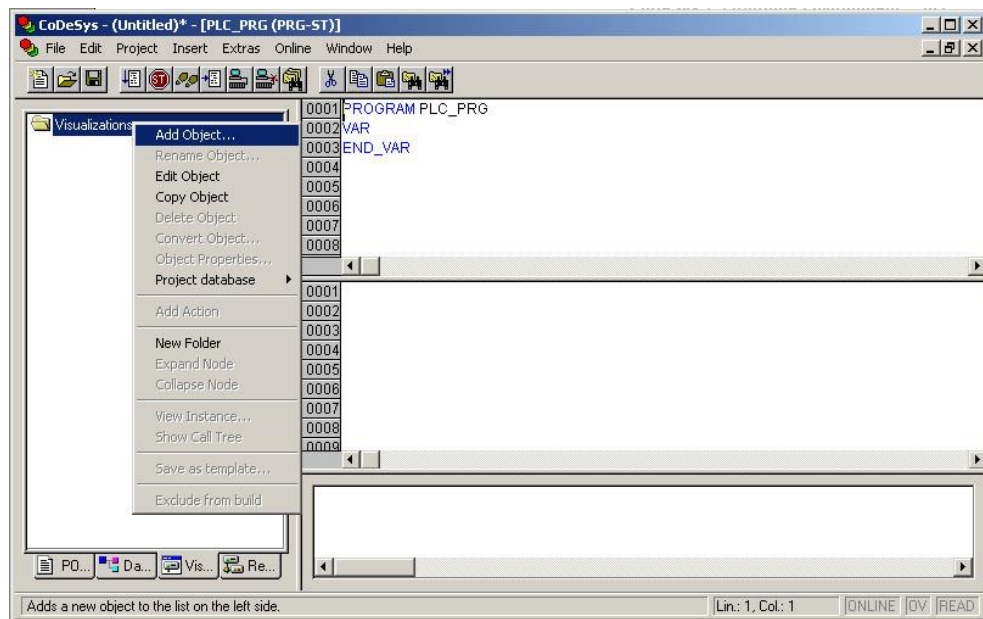 CoDeSys - (Untitled)* - [PLC_PRG (PRG-ST)]
File Edit Project Insert Extras Online Window Help
Visualizations
Add Object...
Rename Object...
Edit Object
Copy Object
Delete Object
Convert Object...
Object Properties...
Project database
Add Action
New Folder
Expand Node
Collapse Node
View Instance...
Show Call Tree
Save as template...
Exclude from build
0001 PROGRAM PLC_PRG
0002 VAR
0003 END_VAR
0004
0005
0006
0007
0008
0001
0002
0003
0004
0005
0006
0007
0008
0009
PO... Da... Vis... Re...
Adds a new object to the list on the left side. Lin.: 1, Col.: 1 ONLINE OV READ